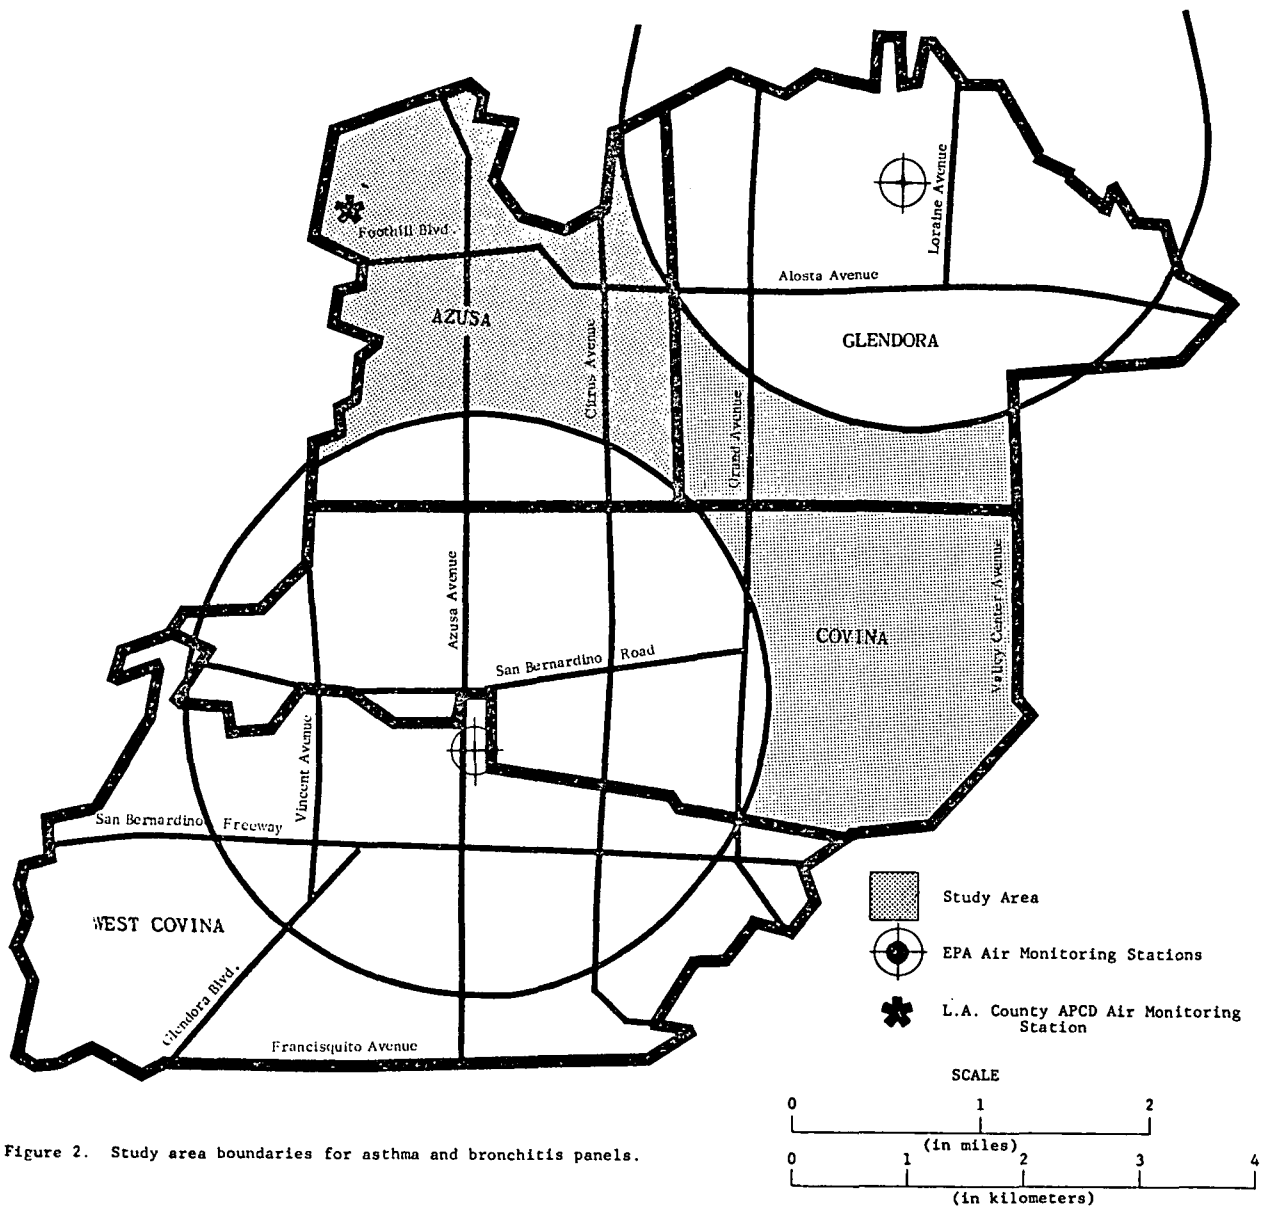 Foothill Blvd.
Loraine Avenue
Alosta Avenue
AZUSA
GLENDORA
Citrus Avenue
Grand Avenue
Azusa Avenue
Valley Center Avenue
COVINA
San Bernardino Road
Vincent Avenue
San Bernardino Freeway
WEST COVINA
Glendora Blvd.
Francisquito Avenue
Study Area
EPA Air Monitoring Stations
L.A. County APCD Air Monitoring
Station
SCALE
0 1 2
(in miles)
0 1 2 3 4
(in kilometers)
Figure 2. Study area boundaries for asthma and bronchitis panels.